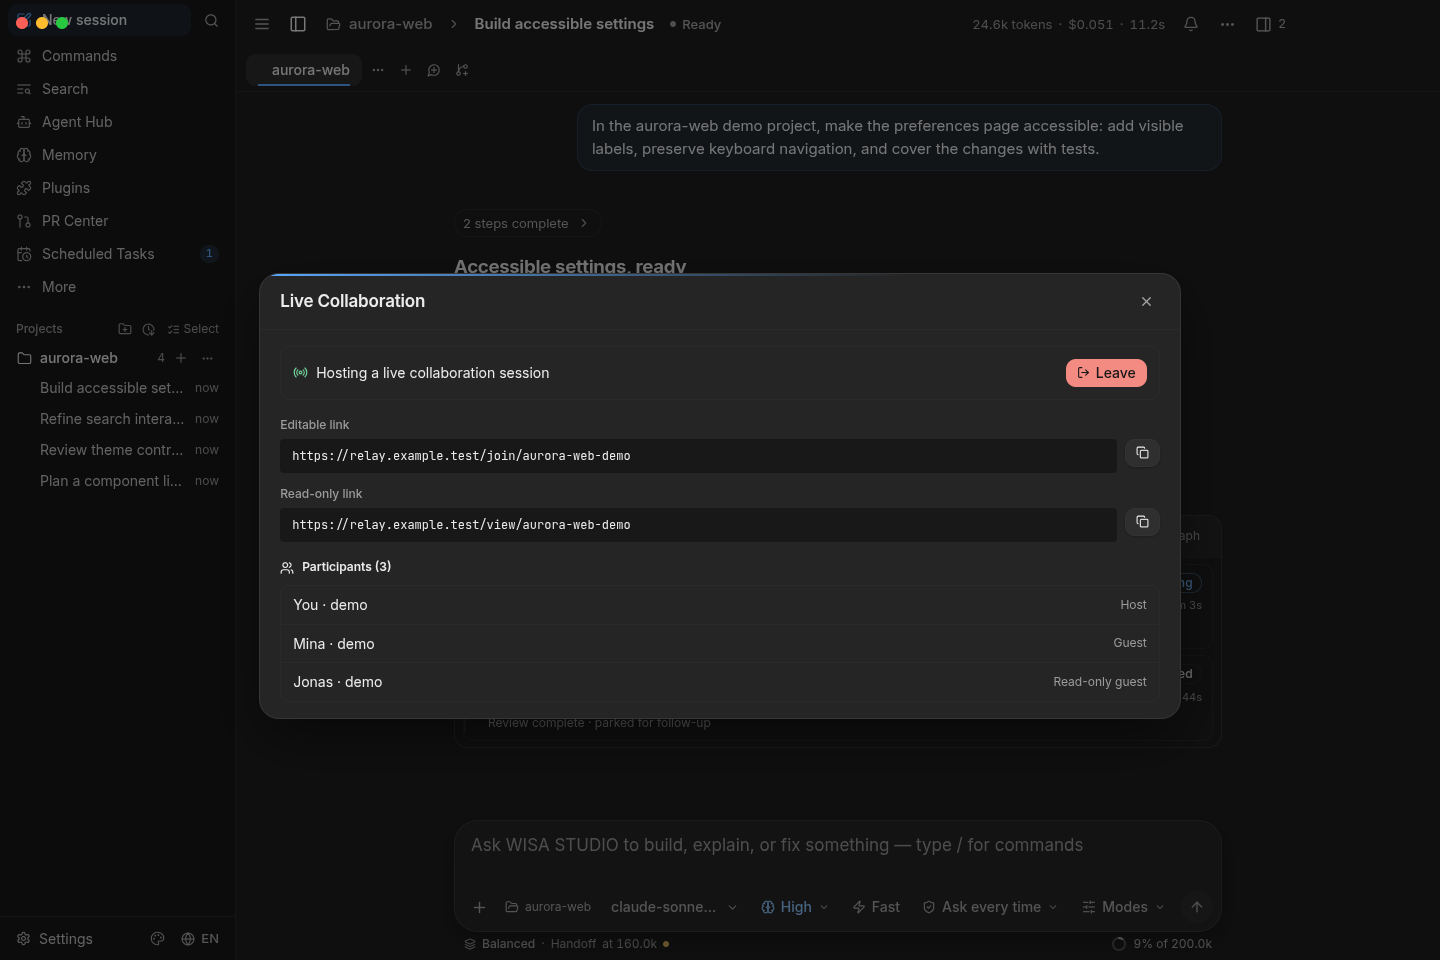 New session
Commands
Search
Agent Hub
Memory
Plugins
PR Center
Scheduled Tasks 1
More
Projects Select
aurora-web 4
Build accessible set... now
Refine search intera... now
Review theme contr... now
Plan a component li... now
Settings EN
aurora-web Build accessible settings Ready 24.6k tokens · $0.051 · 11.2s 2
aurora-web
In the aurora-web demo project, make the preferences page accessible: add visible
labels, preserve keyboard navigation, and cover the changes with tests.
2 steps complete
Accessible settings, ready
Live Collaboration
Hosting a live collaboration session Leave
Editable link
https://relay.example.test/join/aurora-web-demo
Read-only link
https://relay.example.test/view/aurora-web-demo
Participants (3)
You · demo Host
Mina · demo Guest
Jonas · demo Read-only guest
3s
44s
Review complete · parked for follow-up
Ask WISA STUDIO to build, explain, or fix something — type / for commands
aurora-web claude-sonne... High Fast Ask every time Modes
Balanced · Handoff at 160.0k 9% of 200.0k